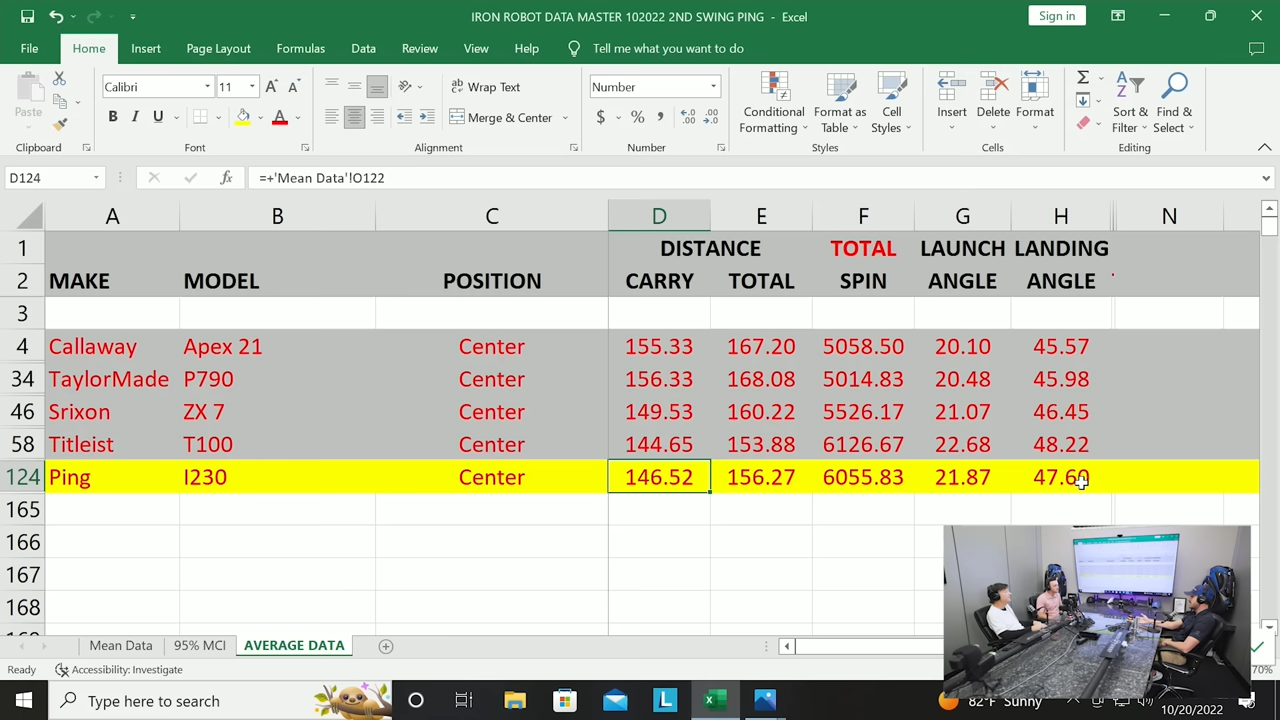 IRON ROBOT DATA MASTER 102022 2ND SWING PING - Excel
Sign in
File Home Insert Page Layout Formulas Data Review View Help Tell me what you want to do
Paste
Calibri 11
B I U A
Wrap Text
Merge & Center
Number
$ % ,
Conditional Formatting
Format as Table
Cell Styles
Insert Delete Format
Sort & Filter
Find & Select
Clipboard Font Alignment Number Styles Cells Editing
D124 fx =+'Mean Data'!O122
A B C D E F G H N
1 DISTANCE TOTAL LAUNCH LANDING
2 MAKE MODEL POSITION CARRY TOTAL SPIN ANGLE ANGLE
3
4 Callaway Apex 21 Center 155.33 167.20 5058.50 20.10 45.57
34 TaylorMade P790 Center 156.33 168.08 5014.83 20.48 45.98
46 Srixon ZX 7 Center 149.53 160.22 5526.17 21.07 46.45
58 Titleist T100 Center 144.65 153.88 6126.67 22.68 48.22
124 Ping I230 Center 146.52 156.27 6055.83 21.87 47.60
165
166
167
168
Mean Data 95% MCI AVERAGE DATA
Ready Accessibility: Investigate
70%
Type here to search
82°F Sunny
10/20/2022